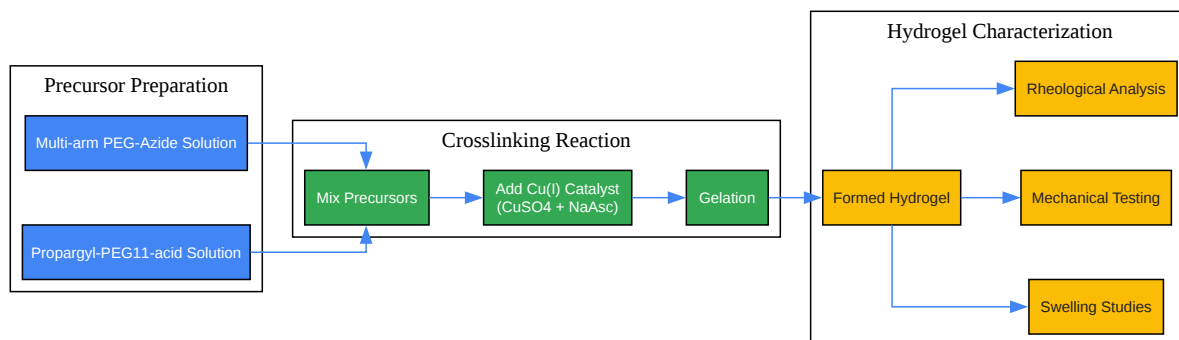 Precursor Preparation
Multi-arm PEG-Azide Solution
Propargyl-PEG11-acid Solution
Crosslinking Reaction
Mix Precursors
Add Cu(I) Catalyst
(CuSO4 + NaAsc)
Gelation
Hydrogel Characterization
Formed Hydrogel
Rheological Analysis
Mechanical Testing
Swelling Studies